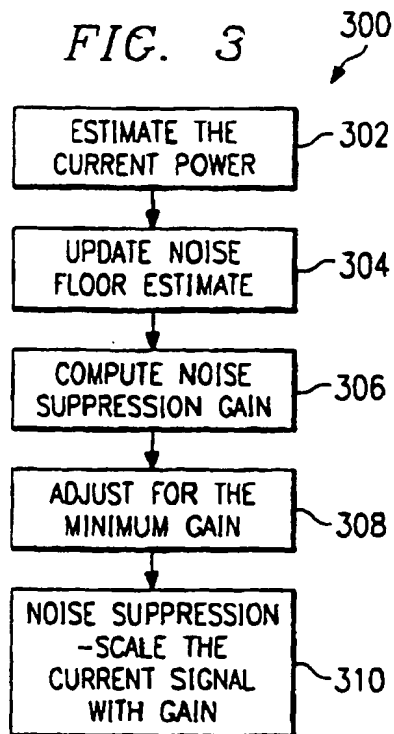 FIG. 3
300
ESTIMATE THE
CURRENT POWER
302
UPDATE NOISE
FLOOR ESTIMATE
304
COMPUTE NOISE
SUPPRESSION GAIN
306
ADJUST FOR THE
MINIMUM GAIN
308
NOISE SUPPRESSION
-SCALE THE
CURRENT SIGNAL
WITH GAIN
310